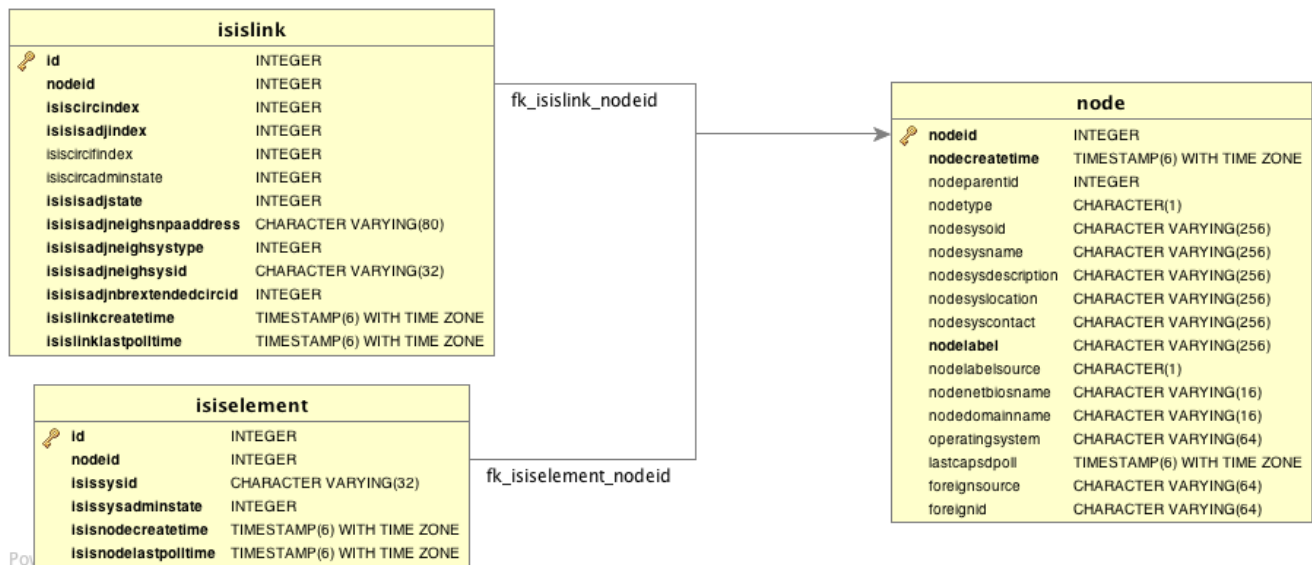 isislink
id INTEGER
nodeid INTEGER
isiscircindex INTEGER
isisisadjindex INTEGER
isiscircifindex INTEGER
isiscircadminstate INTEGER
isisisadjstate INTEGER
isisisadjneighsnpaaddress CHARACTER VARYING(80)
isisisadjneighsystype INTEGER
isisisadjneighsysid CHARACTER VARYING(32)
isisisadjnbrextendedcircid INTEGER
isislinkcreatetime TIMESTAMP(6) WITH TIME ZONE
isislinklastpolltime TIMESTAMP(6) WITH TIME ZONE
fk_isislink_nodeid
isiselement
id INTEGER
nodeid INTEGER
isissysid CHARACTER VARYING(32)
isissysadminstate INTEGER
isisnodecreatetime TIMESTAMP(6) WITH TIME ZONE
isisnodelastpolltime TIMESTAMP(6) WITH TIME ZONE
fk_isiselement_nodeid
node
nodeid INTEGER
nodecreatetime TIMESTAMP(6) WITH TIME ZONE
nodeparentid INTEGER
nodetype CHARACTER(1)
nodesysoid CHARACTER VARYING(256)
nodesysname CHARACTER VARYING(256)
nodesysdescription CHARACTER VARYING(256)
nodesyslocation CHARACTER VARYING(256)
nodesyscontact CHARACTER VARYING(256)
nodelabel CHARACTER VARYING(256)
nodelabelsource CHARACTER(1)
nodenetbiosname CHARACTER VARYING(16)
nodedomainname CHARACTER VARYING(16)
operatingsystem CHARACTER VARYING(64)
lastcapsdpoll TIMESTAMP(6) WITH TIME ZONE
foreignsource CHARACTER VARYING(64)
foreignid CHARACTER VARYING(64)